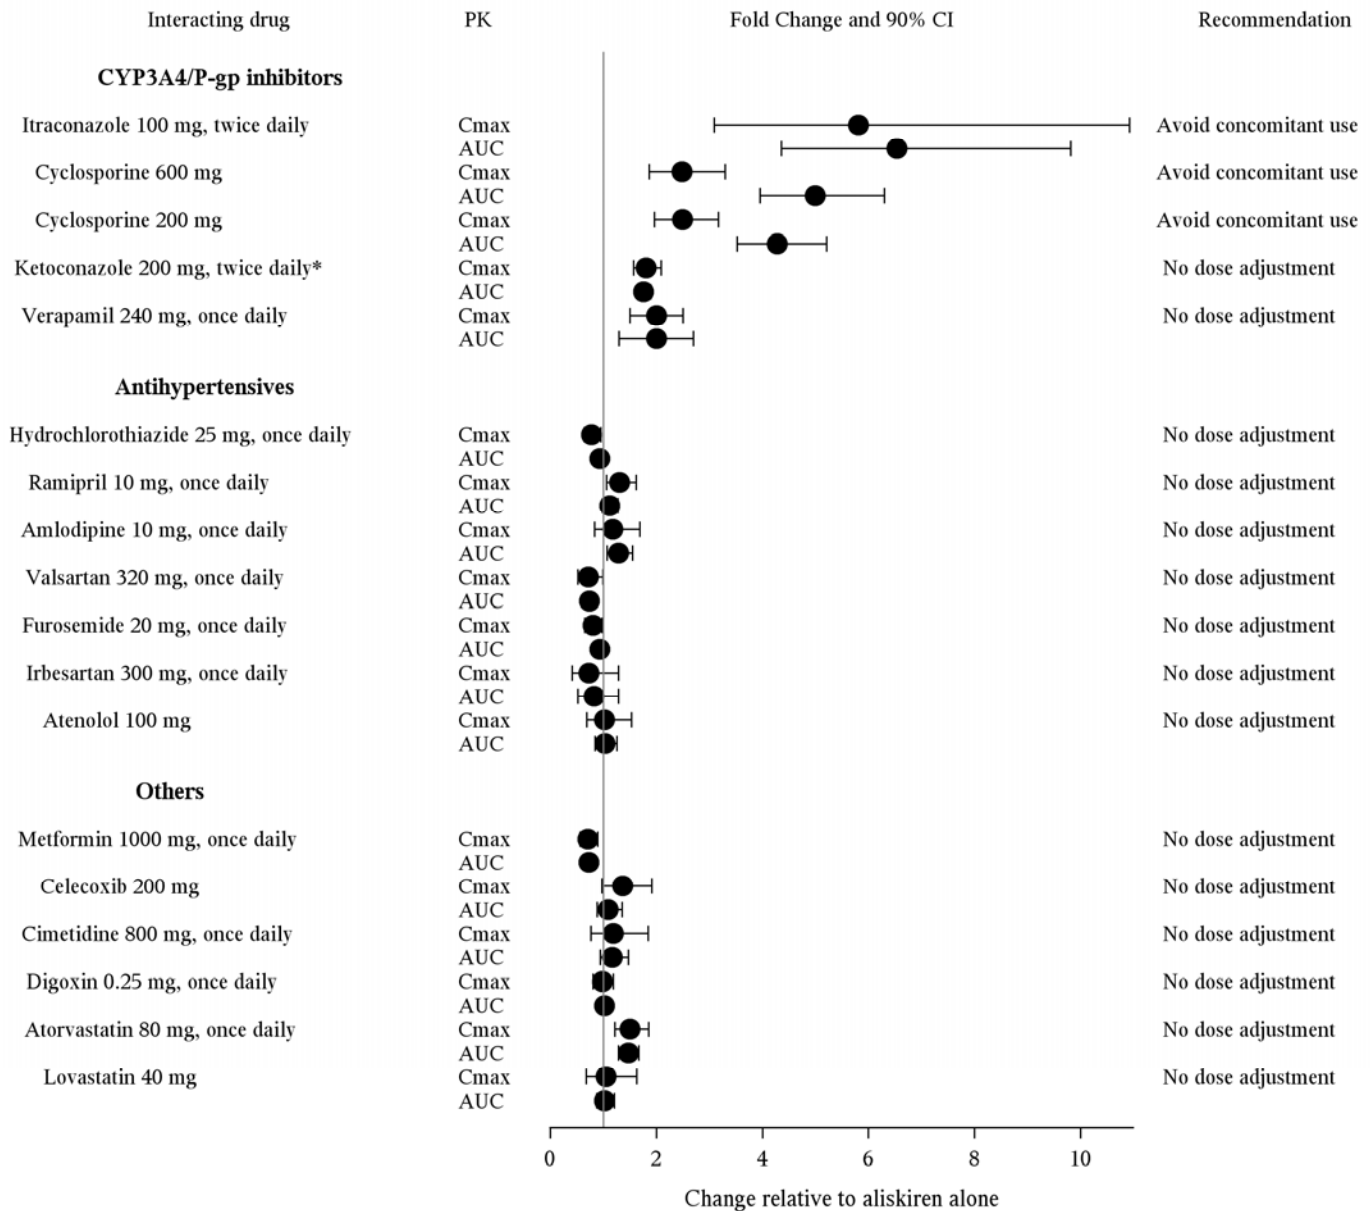 Interacting drug PK Fold Change and 90% CI Recommendation
CYP3A4/P-gp inhibitors
Itraconazole 100 mg, twice daily Cmax Avoid concomitant use
AUC
Cyclosporine 600 mg Cmax Avoid concomitant use
AUC
Cyclosporine 200 mg Cmax Avoid concomitant use
AUC
Ketoconazole 200 mg, twice daily* Cmax No dose adjustment
AUC
Verapamil 240 mg, once daily Cmax No dose adjustment
AUC
Antihypertensives
Hydrochlorothiazide 25 mg, once daily Cmax No dose adjustment
AUC
Ramipril 10 mg, once daily Cmax No dose adjustment
AUC
Amlodipine 10 mg, once daily Cmax No dose adjustment
AUC
Valsartan 320 mg, once daily Cmax No dose adjustment
AUC
Furosemide 20 mg, once daily Cmax No dose adjustment
AUC
Irbesartan 300 mg, once daily Cmax No dose adjustment
AUC
Atenolol 100 mg Cmax No dose adjustment
AUC
Others
Metformin 1000 mg, once daily Cmax No dose adjustment
AUC
Celecoxib 200 mg Cmax No dose adjustment
AUC
Cimetidine 800 mg, once daily Cmax No dose adjustment
AUC
Digoxin 0.25 mg, once daily Cmax No dose adjustment
AUC
Atorvastatin 80 mg, once daily Cmax No dose adjustment
AUC
Lovastatin 40 mg Cmax No dose adjustment
AUC
0 2 4 6 8 10
Change relative to aliskiren alone